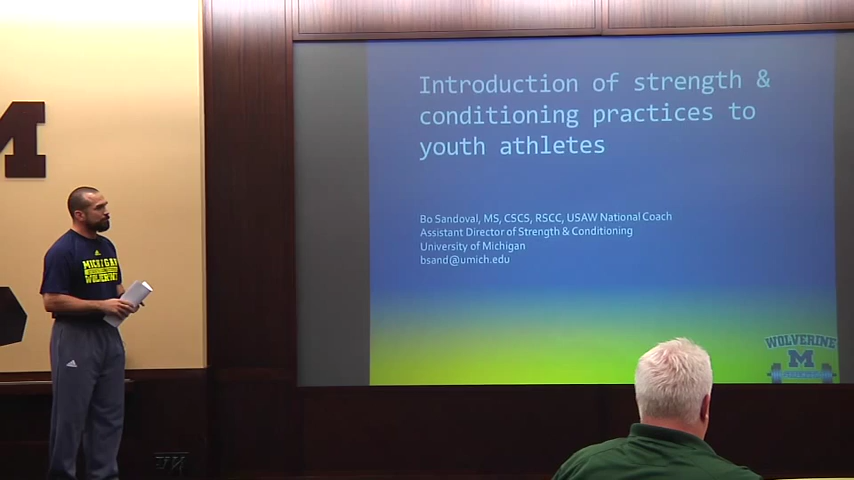 M
Introduction of strength &
conditioning practices to
youth athletes
Bo Sandoval, MS, CSCS, RSCC, USAW National Coach
Assistant Director of Strength & Conditioning
University of Michigan
bsand@umich.edu
MICHIGAN
WOLVERINE
M